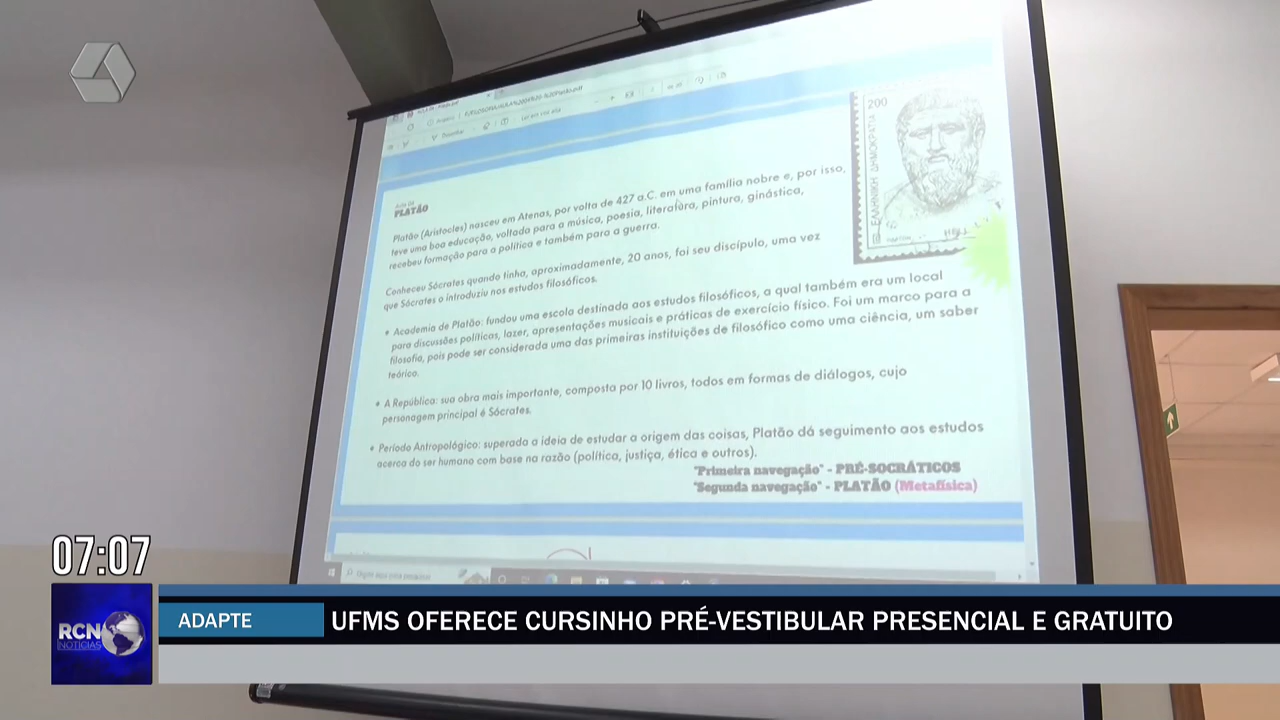 PLATÃO
Platão (Aristocles) nasceu em Atenas, por volta de 427 a.C. em uma família nobre e, por isso,
teve uma boa educação, voltada para a música, poesia, literatura, pintura, ginástica,
recebeu formação para a política e também para a guerra.
200
ΕΛΛΗΝΙΚΗ ΔΗΜΟΚΡΑΤΙΑ
Conheceu Sócrates quando tinha, aproximadamente, 20 anos, foi seu discípulo, uma vez
que Sócrates o introduziu nos estudos filosóficos.
• Academia de Platão: fundou uma escola destinada aos estudos filosóficos, a qual também era um local
para discussões políticas, lazer, apresentações musicais e práticas de exercício físico. Foi um marco para a
filosofia, pois pode ser considerada uma das primeiras instituições de filosófico como uma ciência, um saber
teórico.
• A República: sua obra mais importante, composta por 10 livros, todos em formas de diálogos, cujo
personagem principal é Sócrates.
• Período Antropológico: superada a ideia de estudar a origem das coisas, Platão dá seguimento aos estudos
acerca do ser humano com base na razão (política, justiça, ética e outros).
"Primeira navegação" - PRÉ-SOCRÁTICOS
"Segunda navegação" - PLATÃO (Metafísica)
07:07
RCN
NOTÍCIAS
ADAPTE
UFMS OFERECE CURSINHO PRÉ-VESTIBULAR PRESENCIAL E GRATUITO